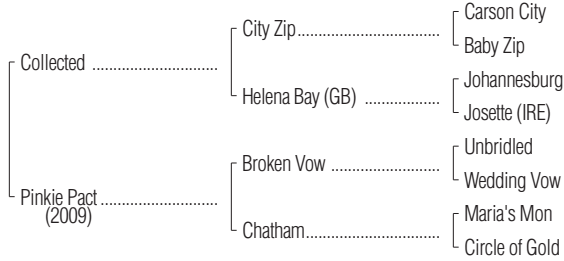 Carson City
City Zip
Baby Zip
Collected
Johannesburg
Helena Bay (GB)
Josette (IRE)
Unbridled
Broken Vow
Wedding Vow
Pinkie Pact
(2009)
Maria's Mon
Chatham
Circle of Gold